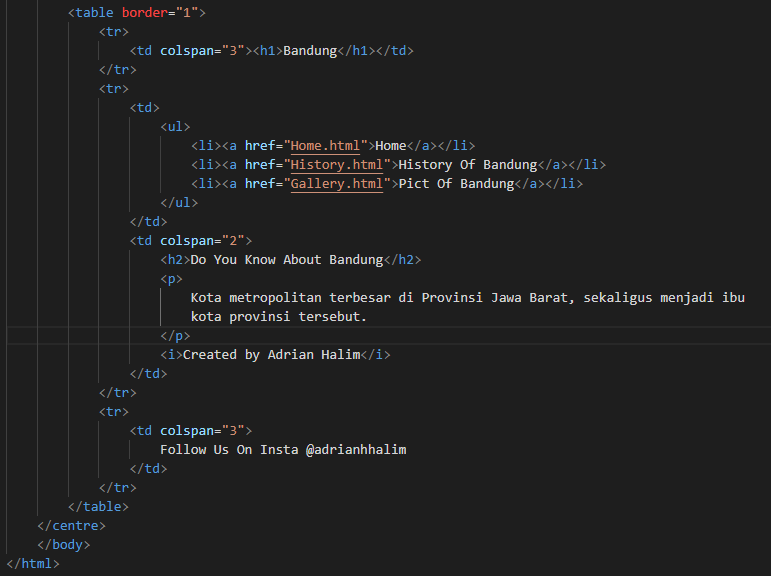 <table border="1">
<tr>
<td colspan="3"><h1>Bandung</h1></td>
</tr>
<tr>
<td>
<ul>
<li><a href="Home.html">Home</a></li>
<li><a href="History.html">History Of Bandung</a></li>
<li><a href="Gallery.html">Pict Of Bandung</a></li>
</ul>
</td>
<td colspan="2">
<h2>Do You Know About Bandung</h2>
<p>
Kota metropolitan terbesar di Provinsi Jawa Barat, sekaligus menjadi ibu
kota provinsi tersebut.
</p>
<i>Created by Adrian Halim</i>
</td>
</tr>
<tr>
<td colspan="3">
Follow Us On Insta @adrianhhalim
</td>
</tr>
</table>
</centre>
</body>
</html>